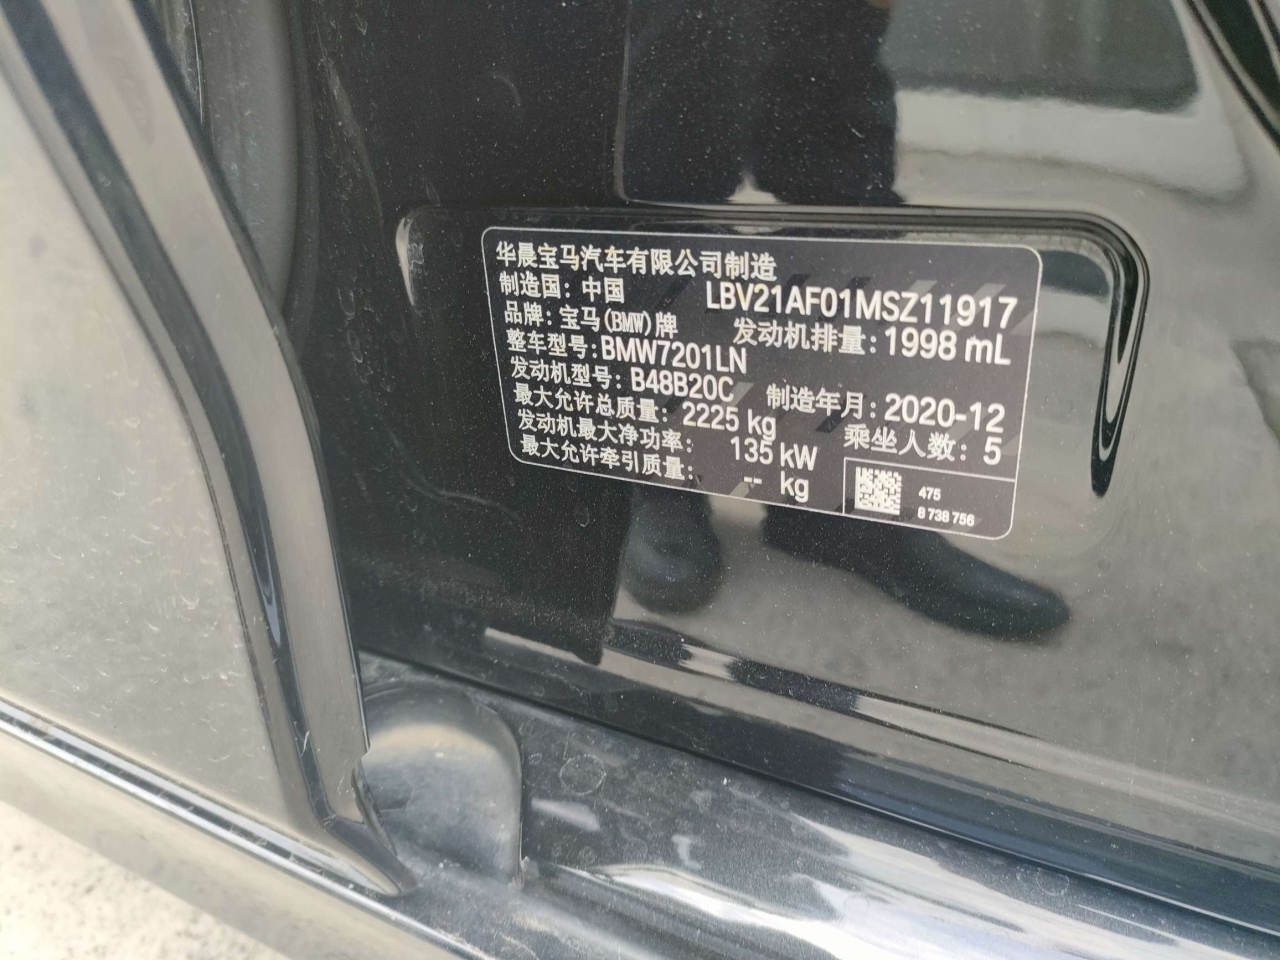 华晨宝马汽车有限公司制造
制造国：中国 LBV21AF01MSZ11917
品牌：宝马(BMW)牌 发动机排量：1998 mL
整车型号：BMW7201LN
发动机型号：B48B20C 制造年月：2020-12
最大允许总质量：2225 kg 乘坐人数：5
发动机最大净功率：135 kW
最大允许牵引质量：-- kg
475
8 738 756